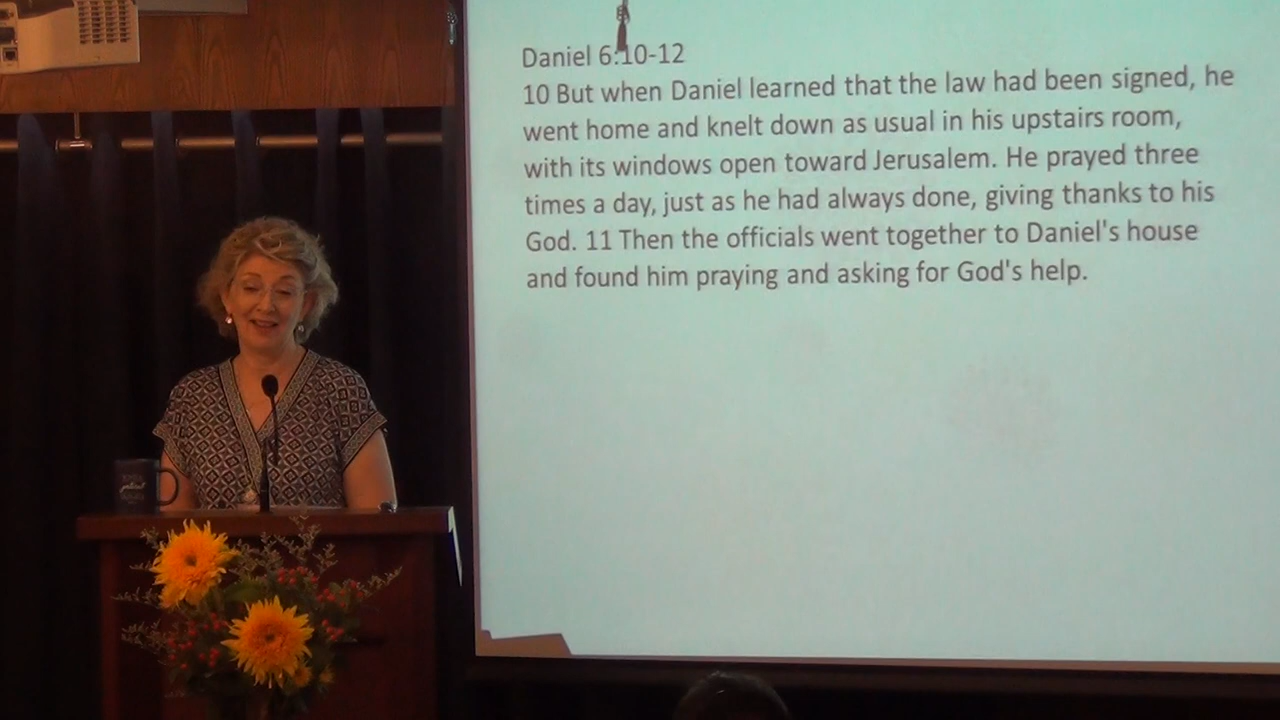 Daniel 6:10-12
10 But when Daniel learned that the law had been signed, he
went home and knelt down as usual in his upstairs room,
with its windows open toward Jerusalem. He prayed three
times a day, just as he had always done, giving thanks to his
God. 11 Then the officials went together to Daniel's house
and found him praying and asking for God's help.